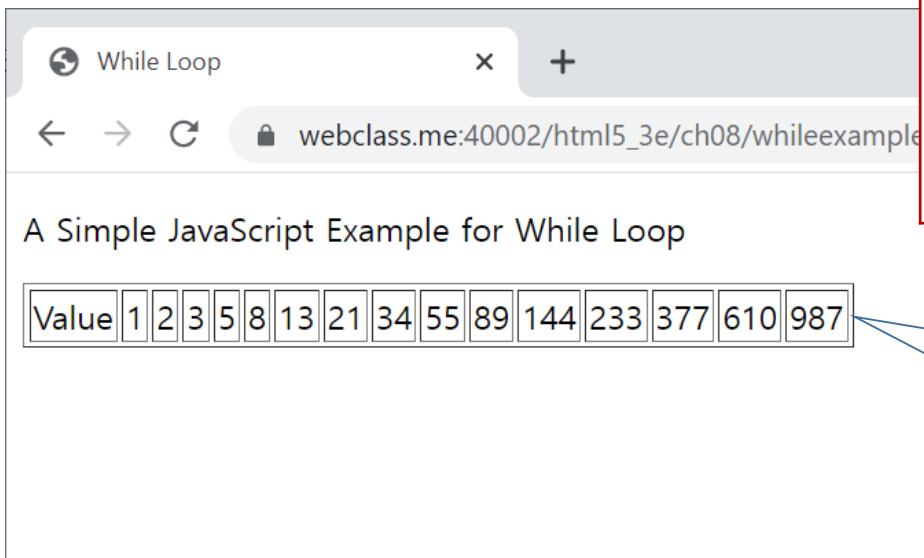 While Loop
webclass.me:40002/html5_3e/ch08/whileexample
A Simple JavaScript Example for While Loop
Value 1 2 3 5 8 13 21 34 55 89 144 233 377 610 987